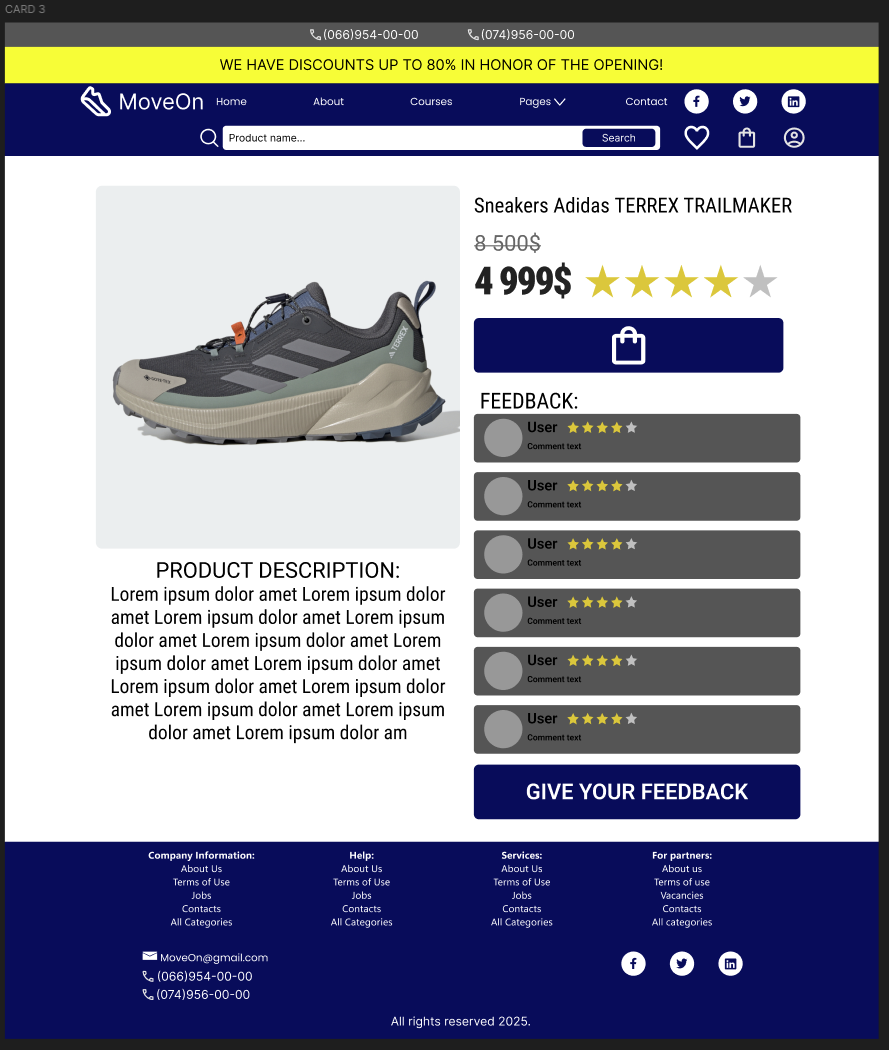 CARD 3
(066)954-00-00 (074)956-00-00
WE HAVE DISCOUNTS UP TO 80% IN HONOR OF THE OPENING!
MoveOn Home About Courses Pages Contact
Product name... Search
Sneakers Adidas TERREX TRAILMAKER
8 500$
4 999$
TERREX
FEEDBACK:
User
Comment text
User
Comment text
User
Comment text
User
Comment text
User
Comment text
User
Comment text
GIVE YOUR FEEDBACK
PRODUCT DESCRIPTION:
Lorem ipsum dolor amet Lorem ipsum dolor
amet Lorem ipsum dolor amet Lorem ipsum
dolor amet Lorem ipsum dolor amet Lorem
ipsum dolor amet Lorem ipsum dolor amet
Lorem ipsum dolor amet Lorem ipsum dolor
amet Lorem ipsum dolor amet Lorem ipsum
dolor amet Lorem ipsum dolor am
Company Information: Help: Services: For partners:
About Us About Us About Us About us
Terms of Use Terms of Use Terms of Use Terms of use
Jobs Jobs Jobs Vacancies
Contacts Contacts Contacts Contacts
All Categories All Categories All Categories All categories
MoveOn@gmail.com
(066)954-00-00
(074)956-00-00
All rights reserved 2025.